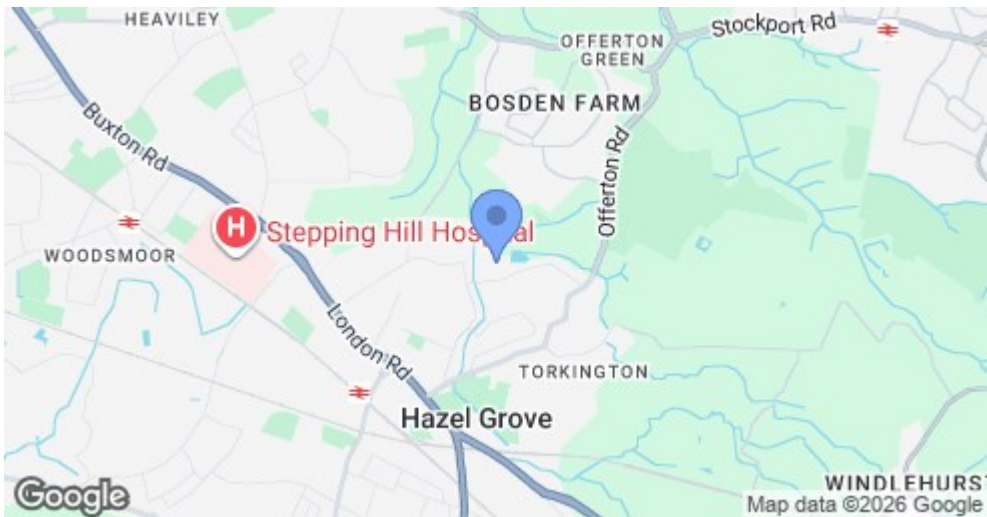 HEAVILEY
Stockport Rd
OFFERTON
GREEN
BOSDEN FARM
Buxton Rd
Offerton Rd
H
Stepping Hill Hospital
WOODSMOOR
London Rd
TORKINGTON
Hazel Grove
WINDLEHURST
Google
Map data ©2026 Google